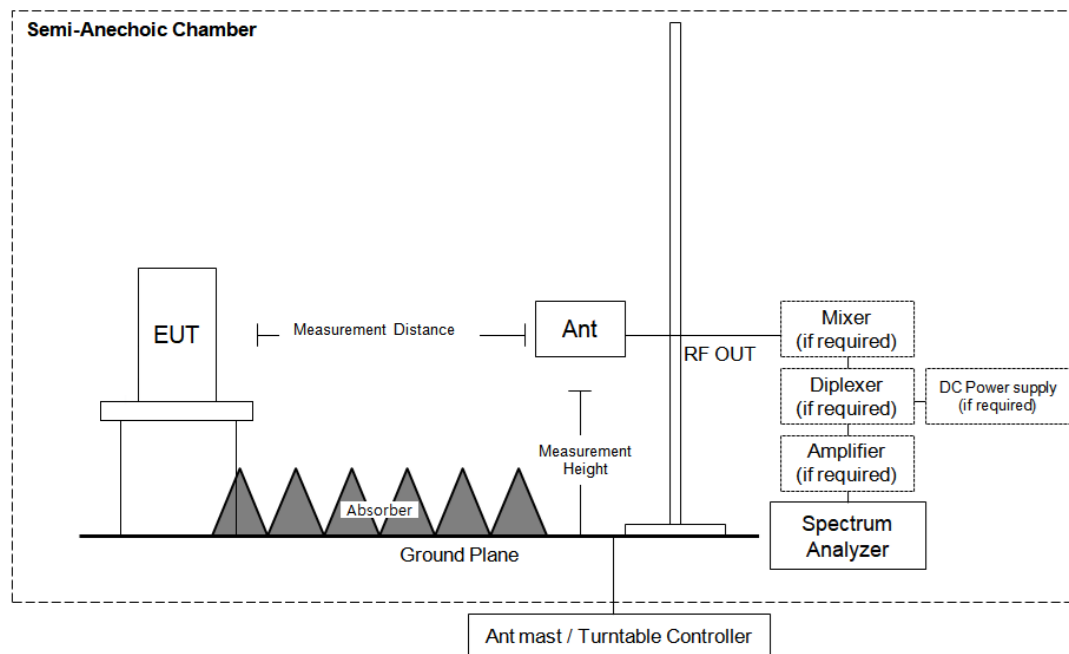 Semi-Anechoic Chamber
EUT
Measurement Distance
Ant
RF OUT
Mixer
(if required)
Diplexer
(if required)
DC Power supply
(if required)
Measurement
Height
Amplifier
(if required)
Absorber
Spectrum
Analyzer
Ground Plane
Ant mast / Turntable Controller